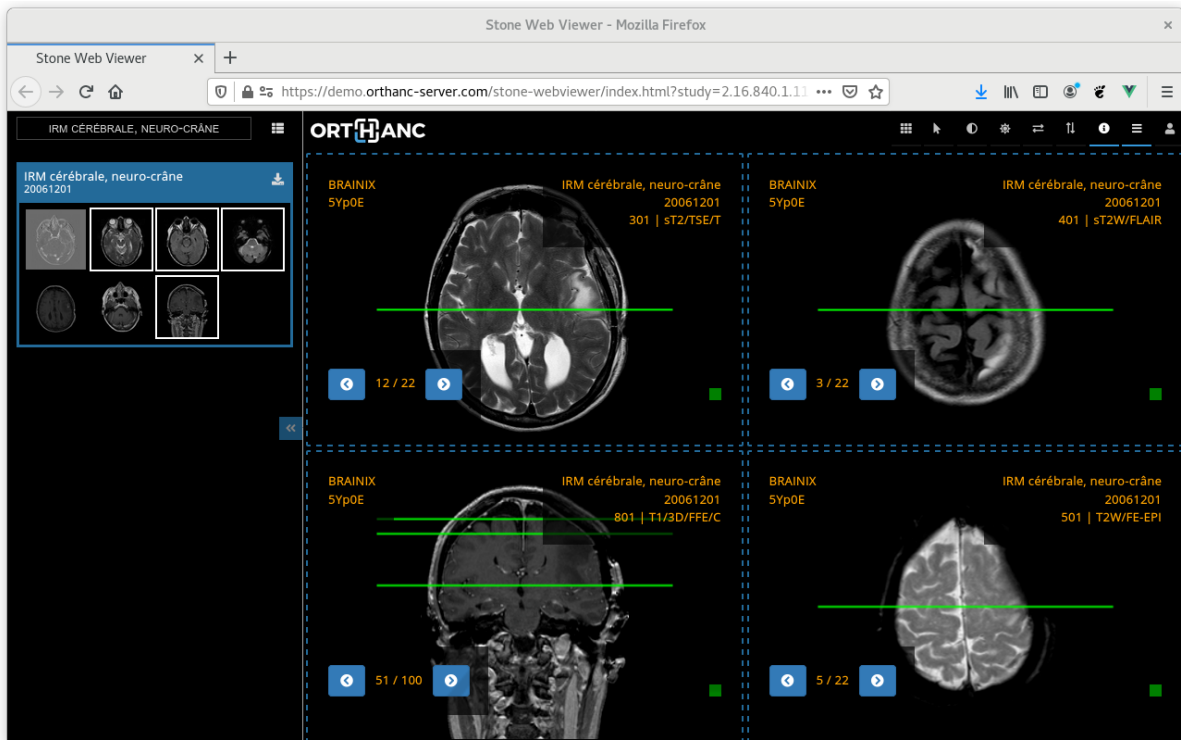 Stone Web Viewer - Mozilla Firefox
Stone Web Viewer
https://demo.orthanc-server.com/stone-webviewer/index.html?study=2.16.840.1.11
IRM CÉRÉBRALE, NEURO-CRÂNE
ORTHANC
IRM cérébrale, neuro-crâne
20061201
BRAINIX
5Yp0E
IRM cérébrale, neuro-crâne
20061201
301 | sT2/TSE/T
12 / 22
BRAINIX
5Yp0E
IRM cérébrale, neuro-crâne
20061201
401 | sT2W/FLAIR
3 / 22
BRAINIX
5Yp0E
IRM cérébrale, neuro-crâne
20061201
801 | T1/3D/FFE/C
51 / 100
BRAINIX
5Yp0E
IRM cérébrale, neuro-crâne
20061201
501 | T2W/FE-EPI
5 / 22